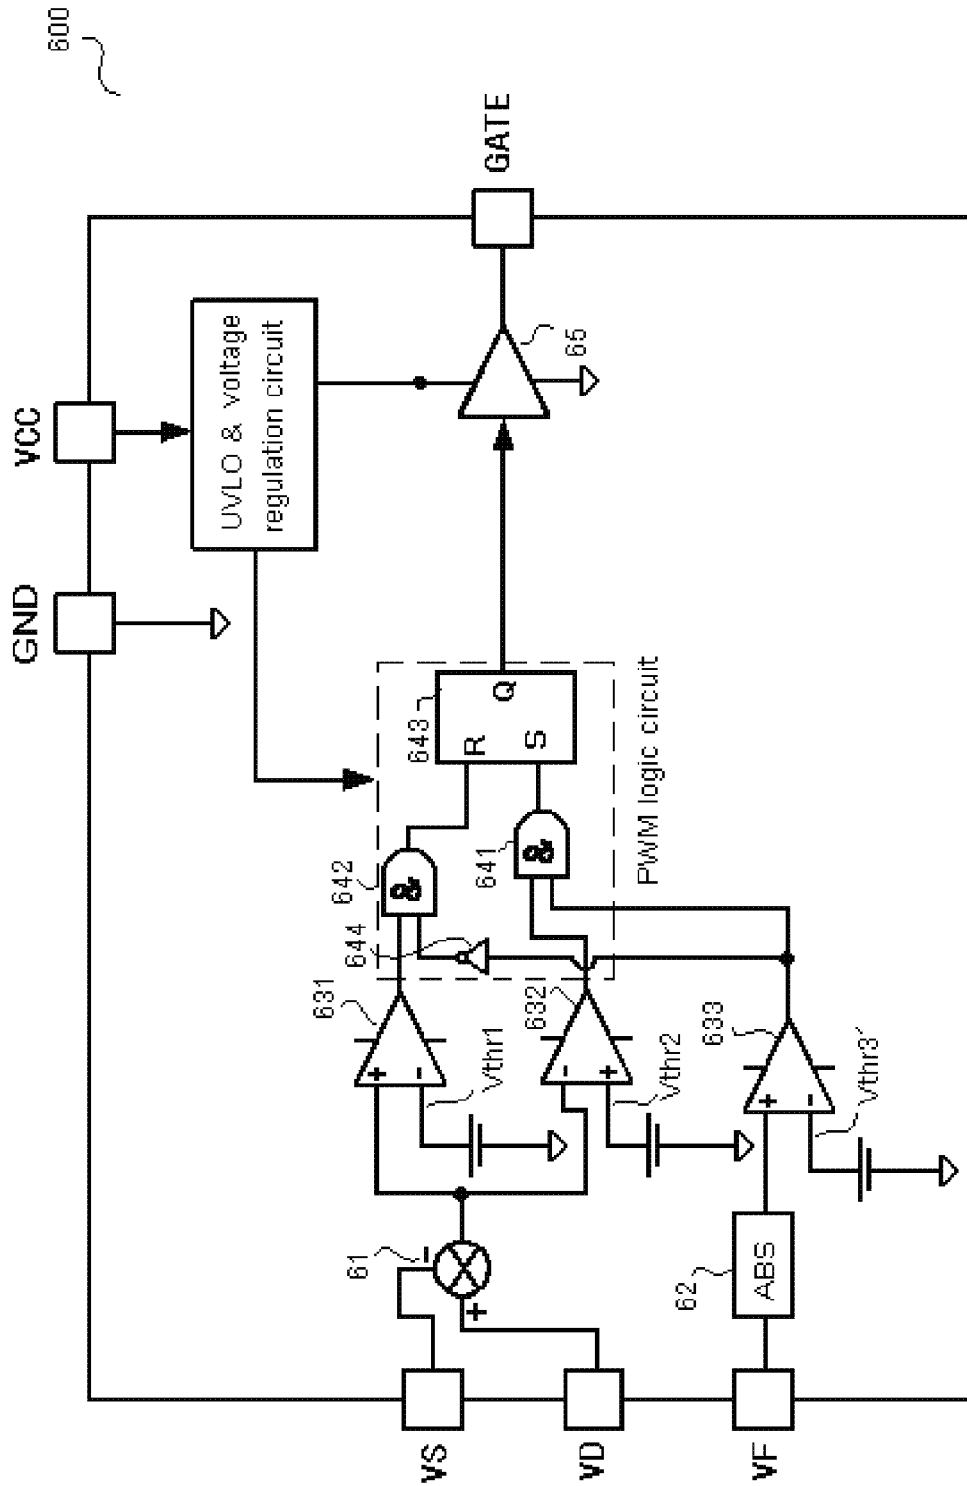 600
VCC
GND
GATE
UVLO & voltage
regulation circuit
65
PWM logic circuit
643
R
S
Q
642
&
641
&
644
631
+
-
Vthr1
632
-
+
Vthr2
633
+
-
Vthr3'
61
-
+
62
ABS
VS
VD
VF